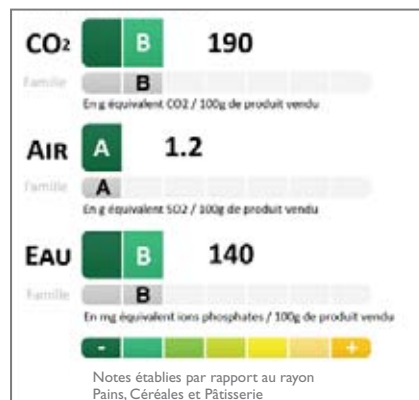 CO2 B 190
Famille B
En g équivalent CO2 / 100g de produit vendu
AIR A 1.2
Famille A
En g équivalent SO2 / 100g de produit vendu
EAU B 140
Famille B
En mg équivalent ions phosphates / 100g de produit vendu
- +
Notes établies par rapport au rayon
Pains, Céréales et Pâtisserie